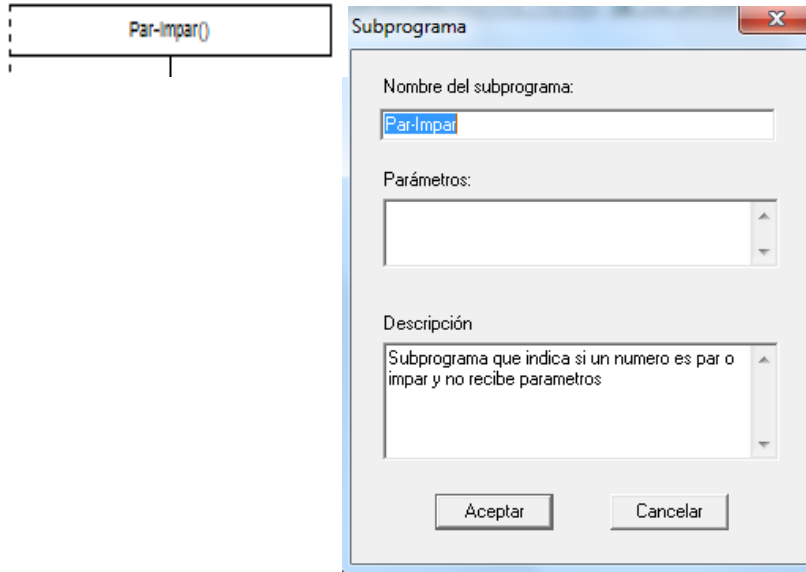 Par-Impar()
Subprograma
Nombre del subprograma:
Par-Impar
Parámetros:
Descripción
Subprograma que indica si un numero es par o
impar y no recibe parametros
Aceptar
Cancelar